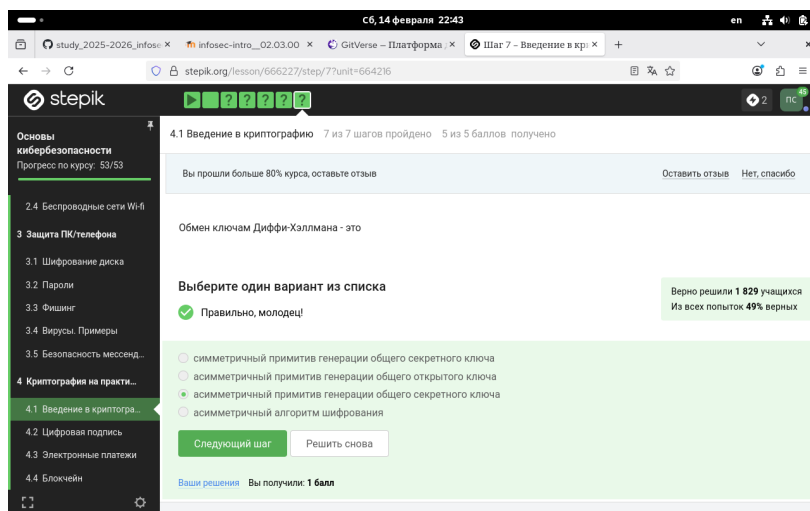 Сб, 14 февраля 22:43
en
study_2025-2026_infose
infosec-intro__02.03.00
GitVerse – Платформа д
Шаг 7 – Введение в кри
stepik.org/lesson/666227/step/7?unit=664216
stepik
? ? ? ? ?
2
ПС
45
Основы кибербезопасности
Прогресс по курсу: 53/53
4.1 Введение в криптографию 7 из 7 шагов пройдено 5 из 5 баллов получено
Вы прошли больше 80% курса, оставьте отзыв
Оставить отзыв Нет, спасибо
2.4 Беспроводные сети Wi-fi
3 Защита ПК/телефона
3.1 Шифрование диска
3.2 Пароли
3.3 Фишинг
3.4 Вирусы. Примеры
3.5 Безопасность мессенд...
4 Криптография на практи...
4.1 Введение в криптогра...
4.2 Цифровая подпись
4.3 Электронные платежи
4.4 Блокчейн
Обмен ключам Диффи-Хэллмана - это
Выберите один вариант из списка
Правильно, молодец!
Верно решили 1 829 учащихся
Из всех попыток 49% верных
симметричный примитив генерации общего секретного ключа
асимметричный примитив генерации общего открытого ключа
асимметричный примитив генерации общего секретного ключа
асимметричный алгоритм шифрования
Следующий шаг
Решить снова
Ваши решения Вы получили: 1 балл